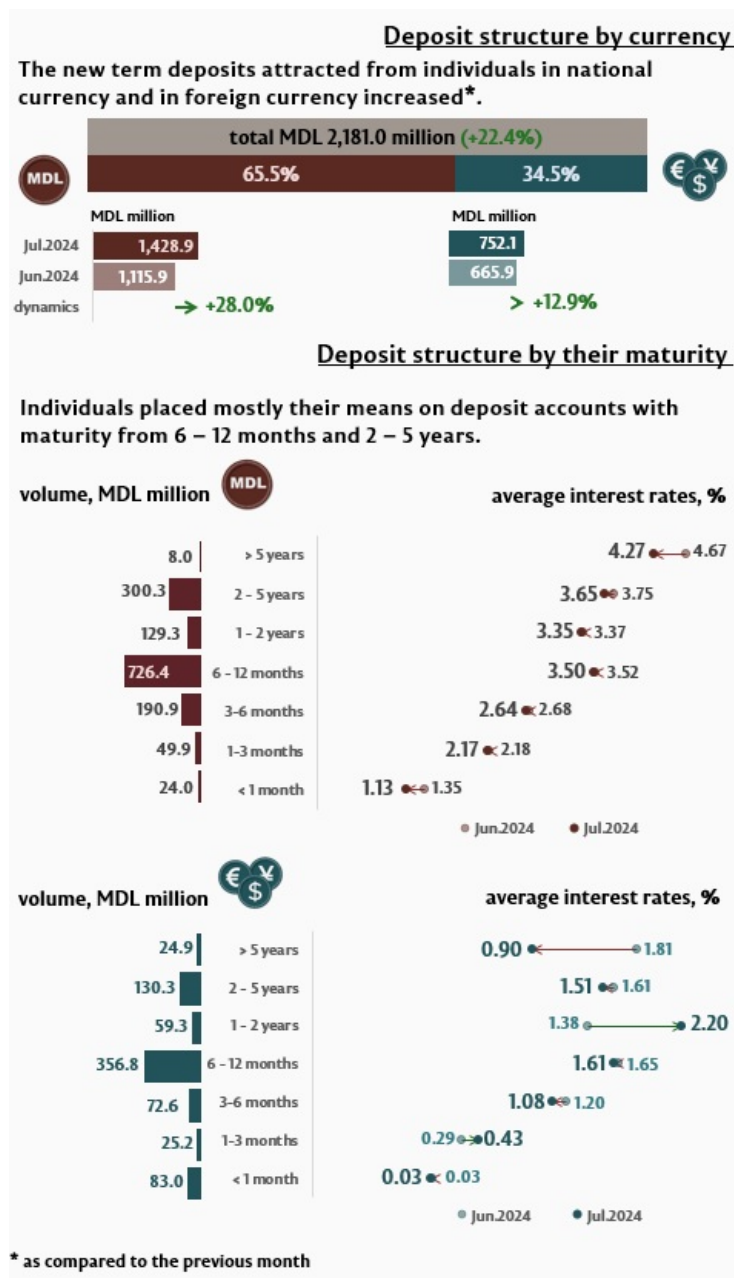 Deposit structure by currency
The new term deposits attracted from individuals in national
currency and in foreign currency increased*.
total MDL 2,181.0 million (+22.4%)
MDL 65.5% 34.5% € ¥ $
MDL million MDL million
Jul.2024 1,428.9 752.1
Jun.2024 1,115.9 665.9
dynamics +28.0% +12.9%
Deposit structure by their maturity
Individuals placed mostly their means on deposit accounts with
maturity from 6 – 12 months and 2 – 5 years.
volume, MDL million MDL average interest rates, %
8.0 > 5 years 4.27 4.67
300.3 2 - 5 years 3.65 3.75
129.3 1 - 2 years 3.35 3.37
726.4 6 - 12 months 3.50 3.52
190.9 3-6 months 2.64 2.68
49.9 1-3 months 2.17 2.18
24.0 < 1 month 1.13 1.35
Jun.2024 Jul.2024
volume, MDL million € ¥ $ average interest rates, %
24.9 > 5 years 0.90 1.81
130.3 2 - 5 years 1.51 1.61
59.3 1 - 2 years 1.38 2.20
356.8 6 - 12 months 1.61 1.65
72.6 3-6 months 1.08 1.20
25.2 1-3 months 0.29 0.43
83.0 < 1 month 0.03 0.03
Jun.2024 Jul.2024
* as compared to the previous month